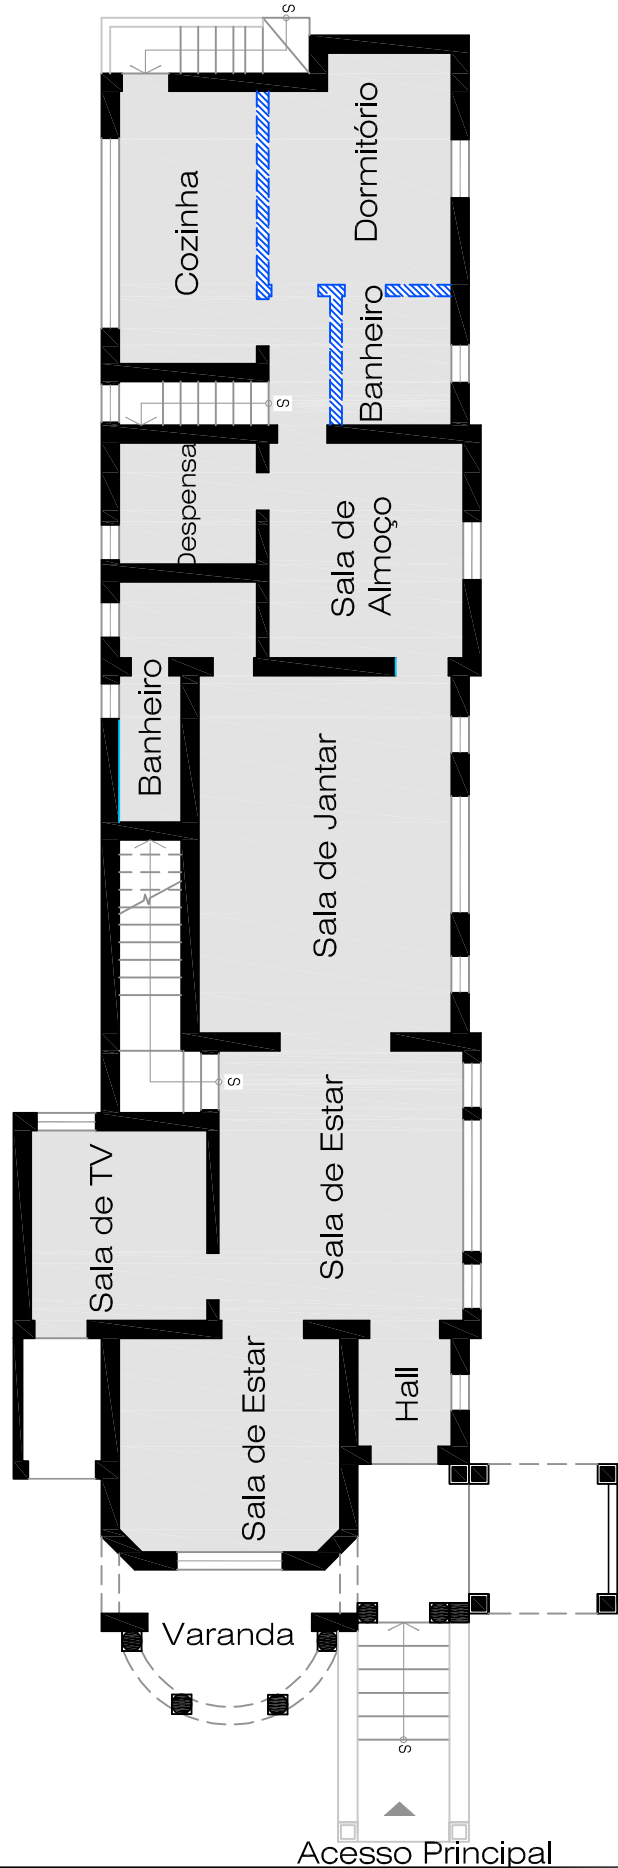 S
Dormitório
Cozinha
Banheiro
S
Despensa
Sala de
Almoço
Banheiro
Sala de Jantar
S
Sala de Estar
Sala de TV
Sala de Estar
Hall
Varanda
S
Acesso Principal